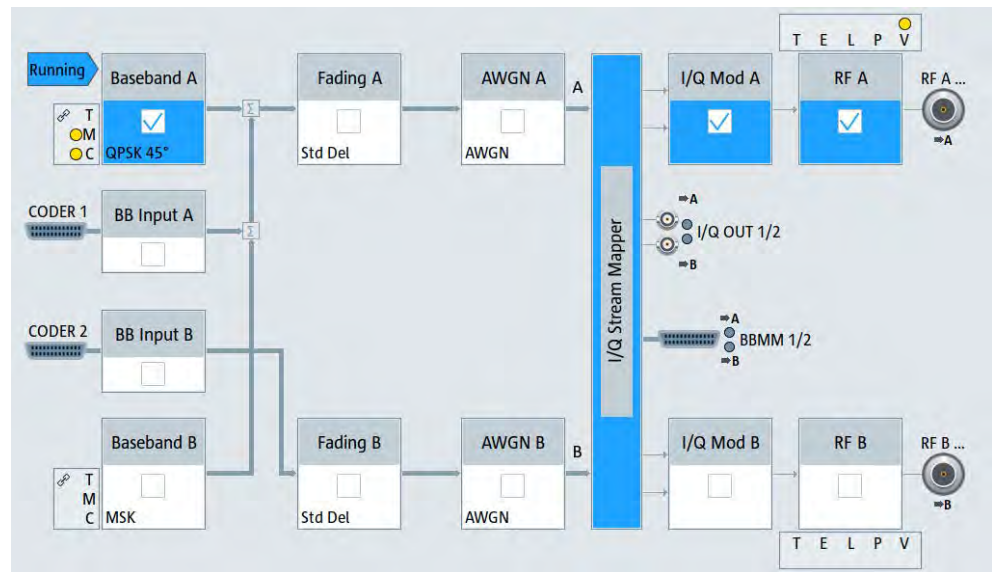 T E L P V
Running
Baseband A
Fading A
AWGN A
A
I/Q Mod A
RF A
RF A ...
T
M
C
QPSK 45°
Σ
Std Del
AWGN
➡A
CODER 1
BB Input A
Σ
➡A
I/Q OUT 1/2
➡B
I/Q Stream Mapper
CODER 2
BB Input B
➡A
BBMM 1/2
➡B
Baseband B
Fading B
AWGN B
B
I/Q Mod B
RF B
RF B ...
T
M
C
MSK
Std Del
AWGN
➡B
T E L P V